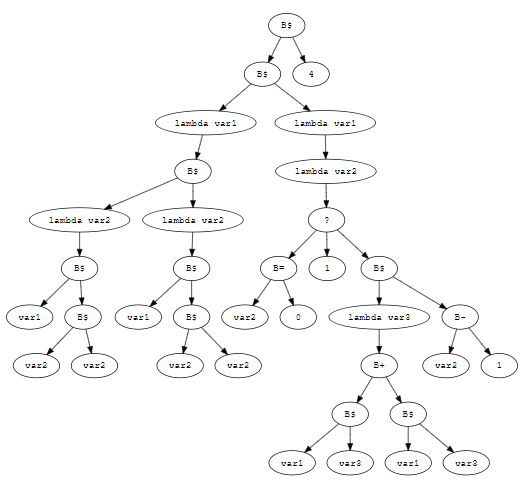 B$
B$ 4
lambda var1 lambda var1
B$ lambda var2
lambda var2 lambda var2 ?
B$ B$ B= 1 B$
var1 B$ var1 B$ var2 0 lambda var3 B-
var2 var2 var2 var2 B+ var2 1
B$ B$
var1 var3 var1 var3